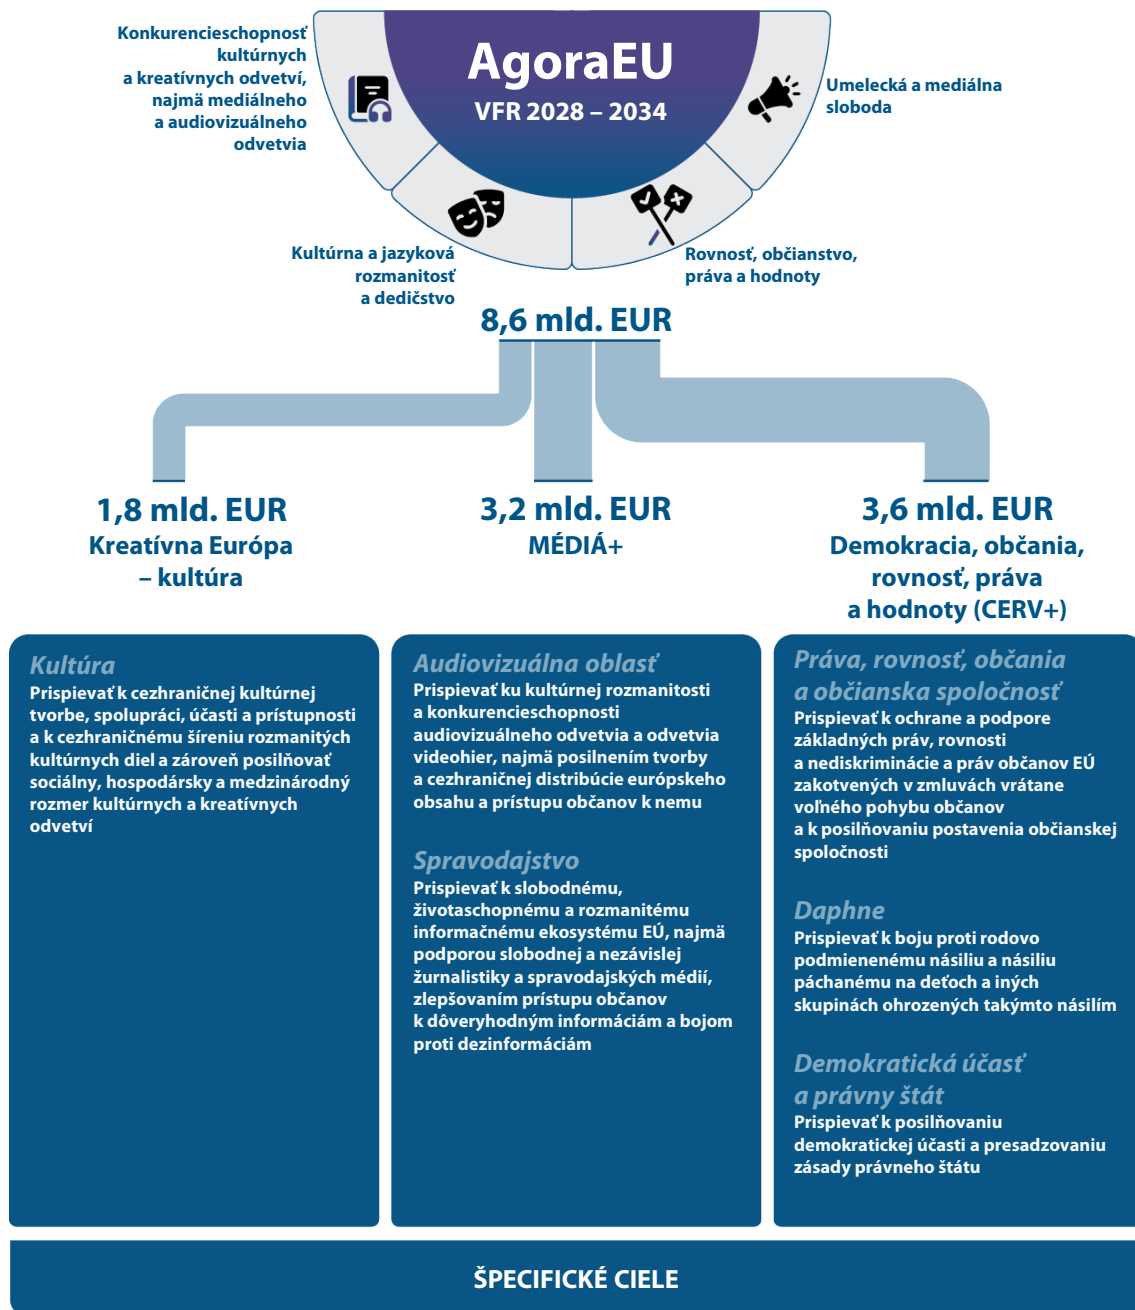 Konkurencieschopnosť
kultúrnych
a kreatívnych odvetví,
najmä mediálneho
a audiovizuálneho
odvetvia
AgoraEU
VFR 2028 – 2034
Umelecká a mediálna
sloboda
Kultúrna a jazyková
rozmanitosť
a dedičstvo
Rovnosť, občianstvo,
práva a hodnoty
8,6 mld. EUR
1,8 mld. EUR
Kreatívna Európa
– kultúra
3,2 mld. EUR
MÉDIÁ+
3,6 mld. EUR
Demokracia, občania,
rovnosť, práva
a hodnoty (CERV+)
Kultúra
Prispievať k cezhraničnej kultúrnej
tvorbe, spolupráci, účasti a prístupnosti
a k cezhraničnému šíreniu rozmanitých
kultúrnych diel a zároveň posilňovať
sociálny, hospodársky a medzinárodný
rozmer kultúrnych a kreatívnych
odvetví
Audiovizuálna oblasť
Prispievať ku kultúrnej rozmanitosti
a konkurencieschopnosti
audiovizuálneho odvetvia a odvetvia
videohier, najmä posilnením tvorby
a cezhraničnej distribúcie európskeho
obsahu a prístupu občanov k nemu
Spravodajstvo
Prispievať k slobodnému,
životaschopnému a rozmanitému
informačnému ekosystému EÚ, najmä
podporou slobodnej a nezávislej
žurnalistiky a spravodajských médií,
zlepšovaním prístupu občanov
k dôveryhodným informáciám a bojom
proti dezinformáciám
Práva, rovnosť, občania
a občianska spoločnosť
Prispievať k ochrane a podpore
základných práv, rovnosti
a nediskriminácie a práv občanov EÚ
zakotvených v zmluvách vrátane
voľného pohybu občanov
a k posilňovaniu postavenia občianskej
spoločnosti
Daphne
Prispievať k boju proti rodovo
podmienenému násiliu a násiliu
páchanému na deťoch a iných
skupinách ohrozených takýmto násilím
Demokratická účasť
a právny štát
Prispievať k posilňovaniu
demokratickej účasti a presadzovaniu
zásady právneho štátu
ŠPECIFICKÉ CIELE